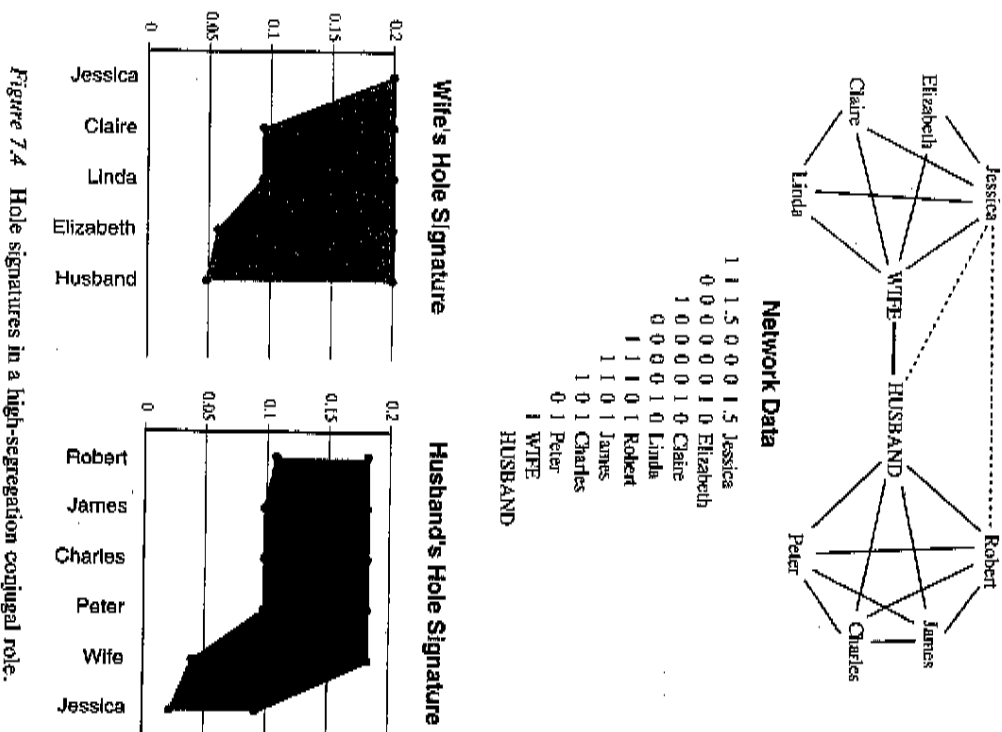 Jessica
Robert
Elizabeth
James
Claire
WIFE
HUSBAND
Charles
Linda
Peter
Network Data
1 1 1 .5 0 0 0 1 .5 Jessica
0 0 0 0 0 0 1 0 Elizabeth
1 0 0 0 0 1 0 Claire
0 0 0 0 1 0 Linda
1 1 1 0 1 Robert
1 1 0 1 James
1 0 1 Charles
0 1 Peter
1 WIFE
HUSBAND
Wife's Hole Signature
0.2
0.15
0.1
0.05
0
Jessica
Claire
Linda
Elizabeth
Husband
Husband's Hole Signature
0.2
0.15
0.1
0.05
0
Robert
James
Charles
Peter
Wife
Jessica
Figure 7.4 Hole signatures in a high-segregation conjugal role.